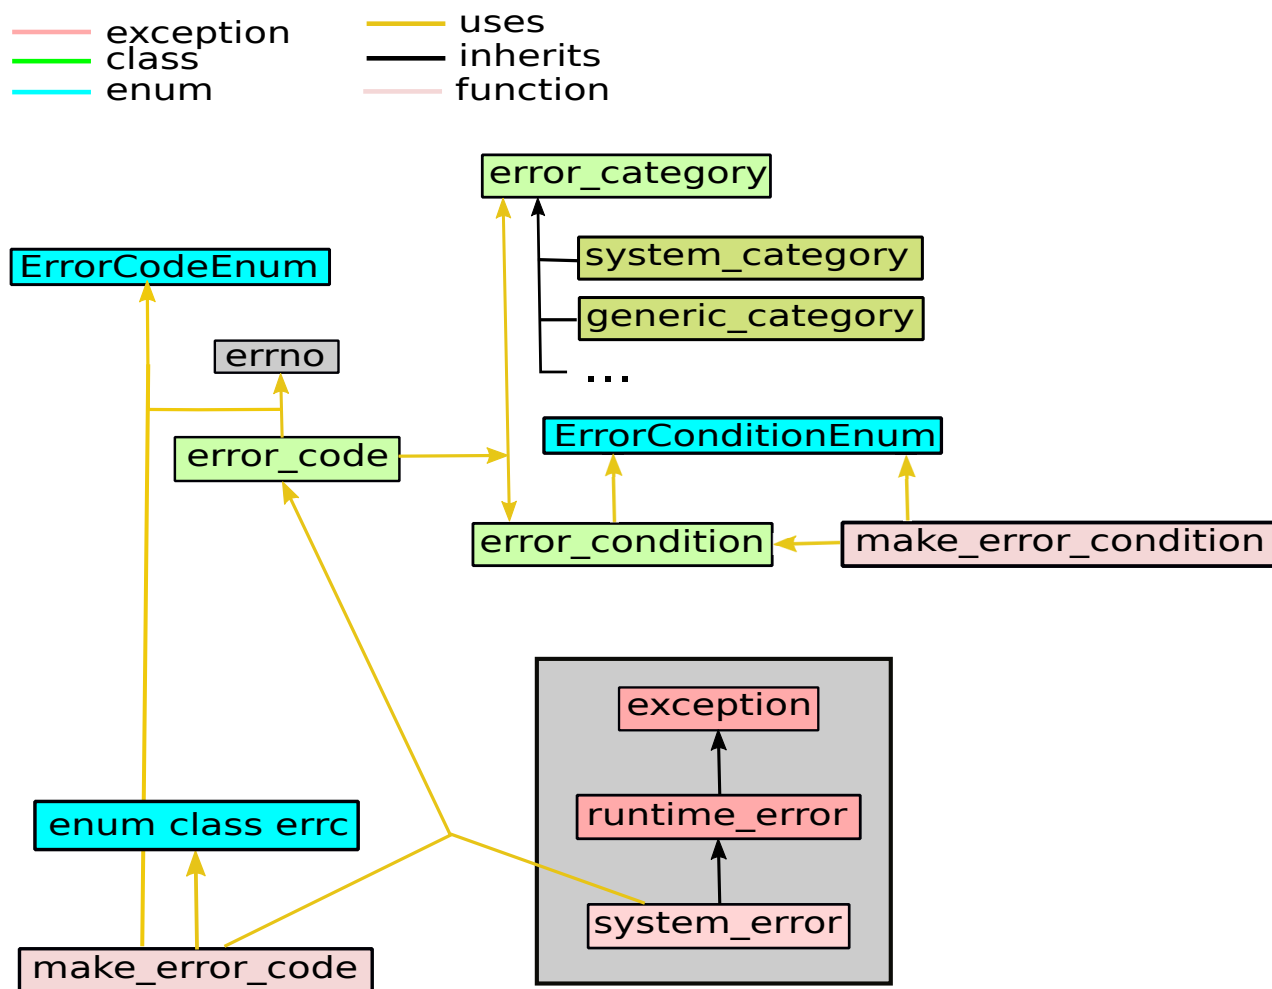 exception
class
enum
uses
inherits
function
error_category
system_category
generic_category
...
ErrorCodeEnum
errno
error_code
ErrorConditionEnum
error_condition
make_error_condition
exception
runtime_error
system_error
enum class errc
make_error_code